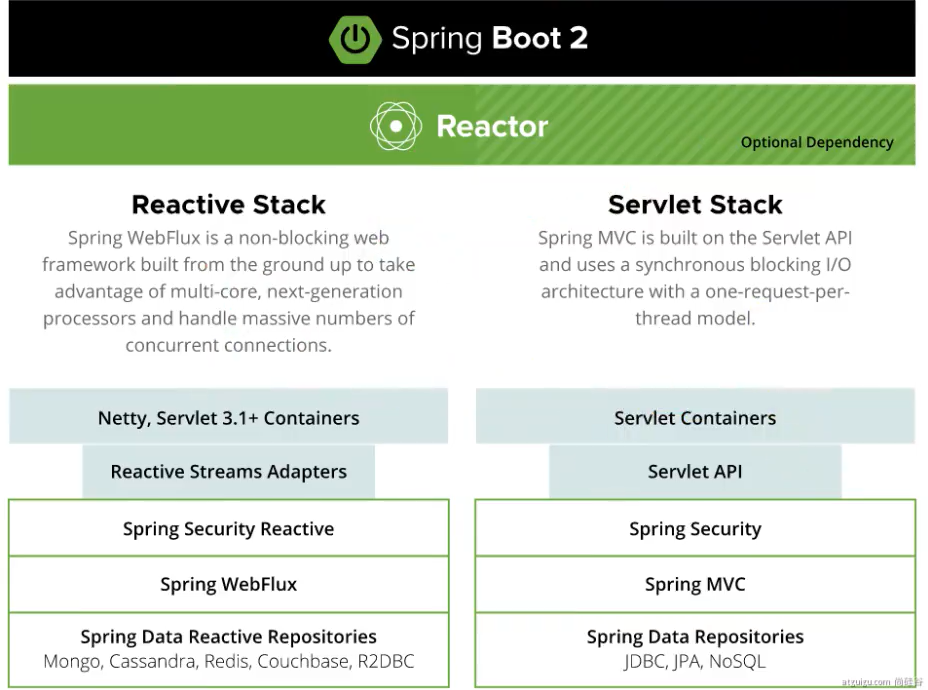 Spring Boot 2
Reactor
Optional Dependency
Reactive Stack
Spring WebFlux is a non-blocking web
framework built from the ground up to take
advantage of multi-core, next-generation
processors and handle massive numbers of
concurrent connections.
Servlet Stack
Spring MVC is built on the Servlet API
and uses a synchronous blocking I/O
architecture with a one-request-per-
thread model.
Netty, Servlet 3.1+ Containers
Reactive Streams Adapters
Spring Security Reactive
Spring WebFlux
Spring Data Reactive Repositories
Mongo, Cassandra, Redis, Couchbase, R2DBC
Servlet Containers
Servlet API
Spring Security
Spring MVC
Spring Data Repositories
JDBC, JPA, NoSQL
atguigu.com 尚硅谷